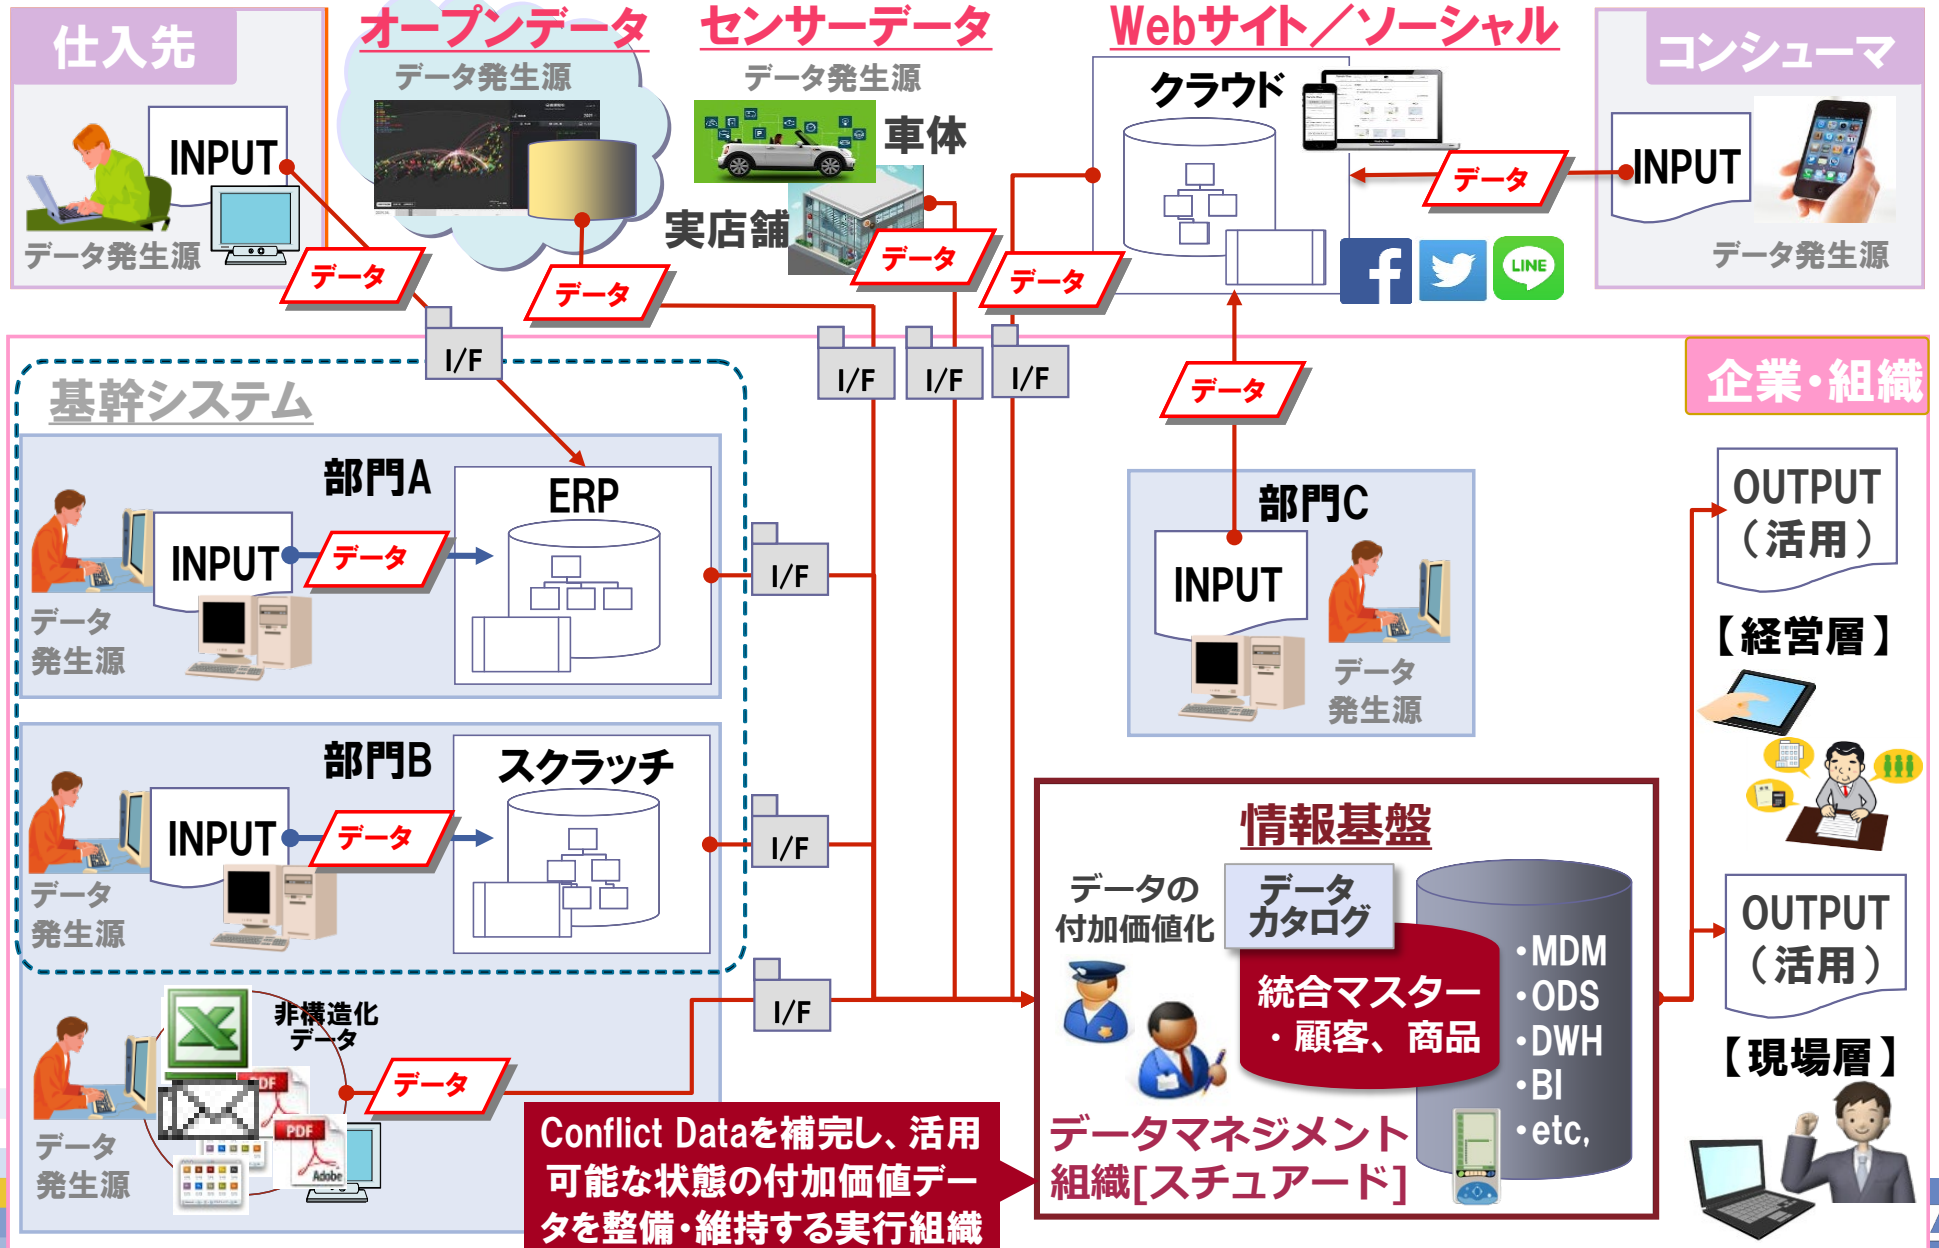 仕入先
INPUT
データ発生源
データ
オープンデータ
データ発生源
データ
センサーデータ
データ発生源
車体
実店舗
データ
Webサイト／ソーシャル
クラウド
データ
LINE
データ
コンシューマ
INPUT
データ発生源
I/F
I/F
I/F
I/F
データ
企業・組織
基幹システム
部門A
ERP
INPUT
データ
データ
発生源
I/F
部門B
スクラッチ
INPUT
データ
データ
発生源
I/F
非構造化
データ
PDF
PDF
Adobe
データ
データ
発生源
I/F
部門C
INPUT
データ
発生源
Conflict Dataを補完し、活用
可能な状態の付加価値デー
タを整備・維持する実行組織
情報基盤
データの
付加価値化
データ
カタログ
統合マスター
・顧客、商品
・MDM
・ODS
・DWH
・BI
・etc,
データマネジメント
組織[スチュアード]
OUTPUT
（活用）
【経営層】
OUTPUT
（活用）
【現場層】